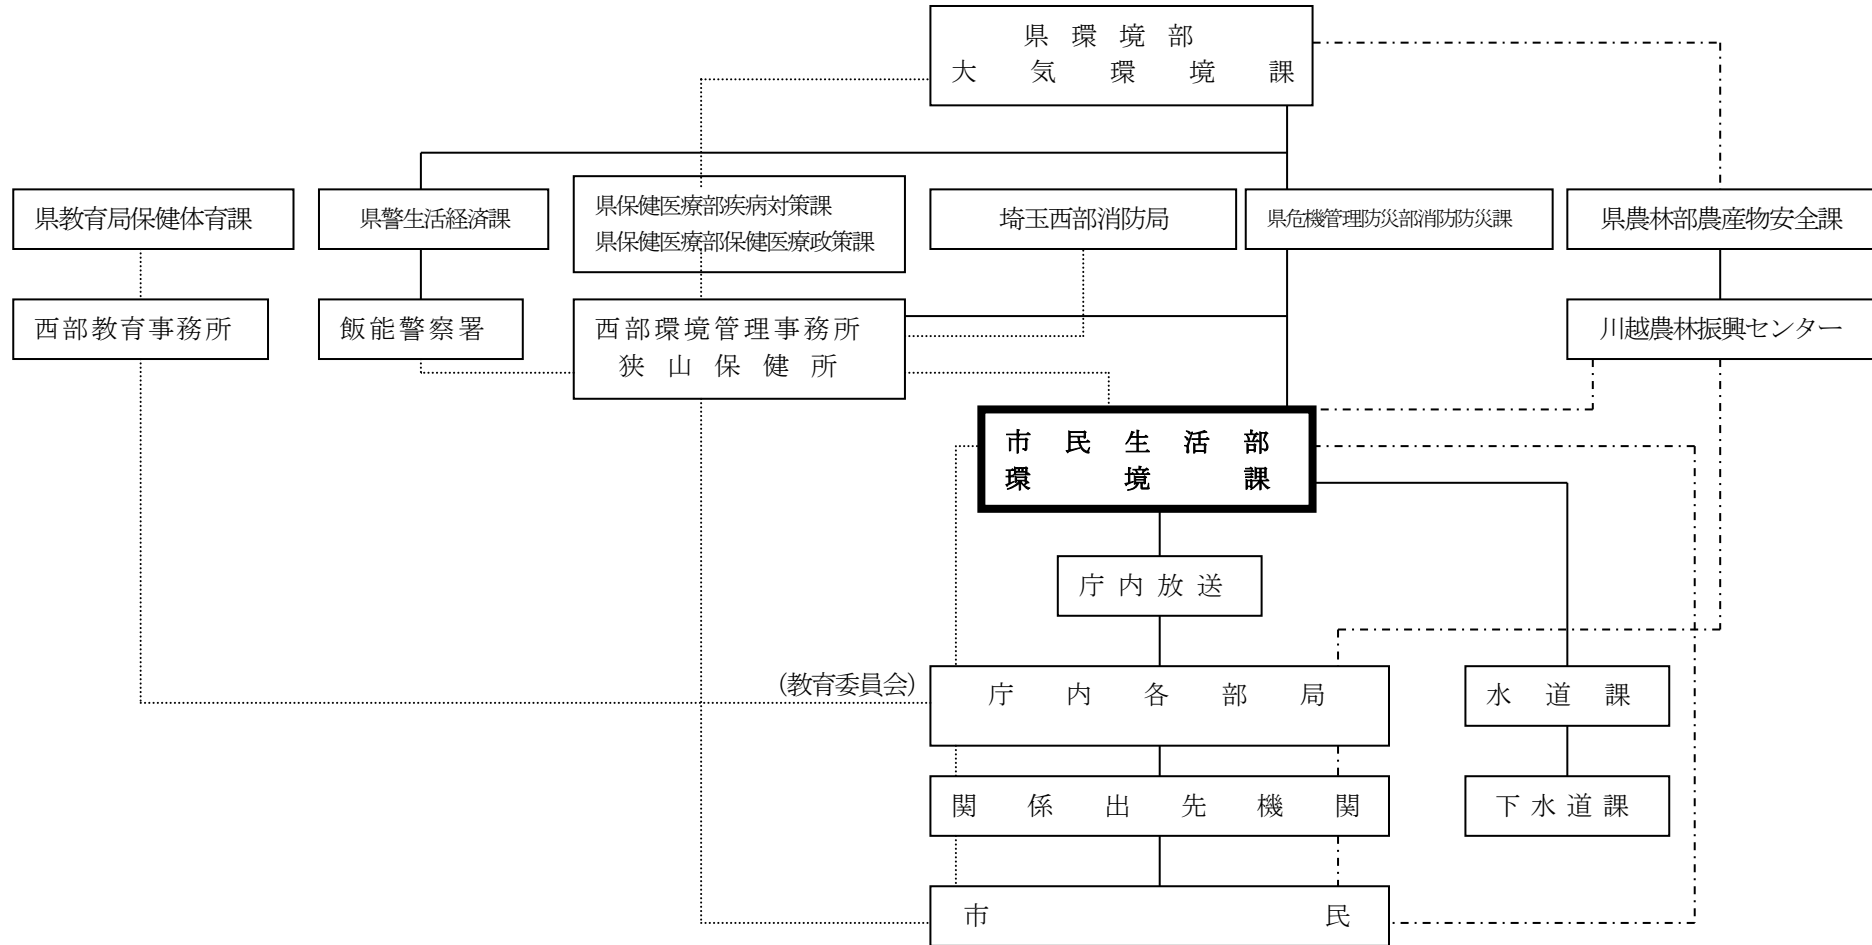 県環境部
大気環境課
県教育局保健体育課
県警生活経済課
県保健医療部疾病対策課
県保健医療部保健医療政策課
埼玉西部消防局
県危機管理防災部消防防災課
県農林部農産物安全課
西部教育事務所
飯能警察署
西部環境管理事務所
狭山保健所
川越農林振興センター
市民生活部
環境課
庁内放送
（教育委員会）
庁内各部局
水道課
関係出先機関
下水道課
市民